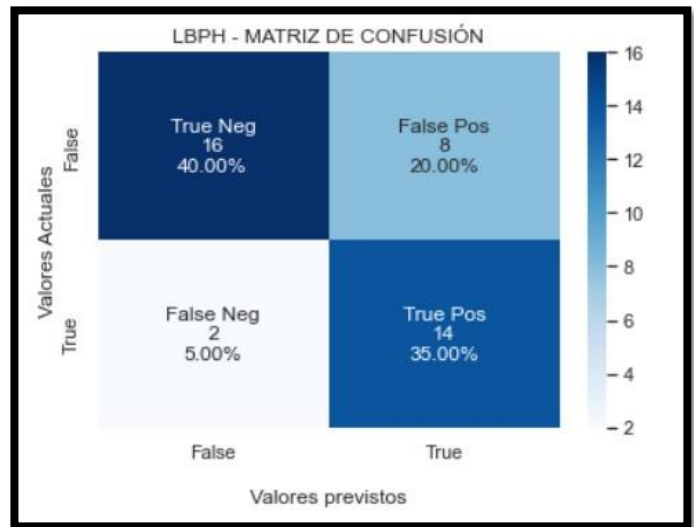 LBPH - MATRIZ DE CONFUSIÓN
Valores Actuales
False
True
True Neg
16
40.00%
False Pos
8
20.00%
False Neg
2
5.00%
True Pos
14
35.00%
False
True
Valores previstos
16
14
12
10
8
6
4
2